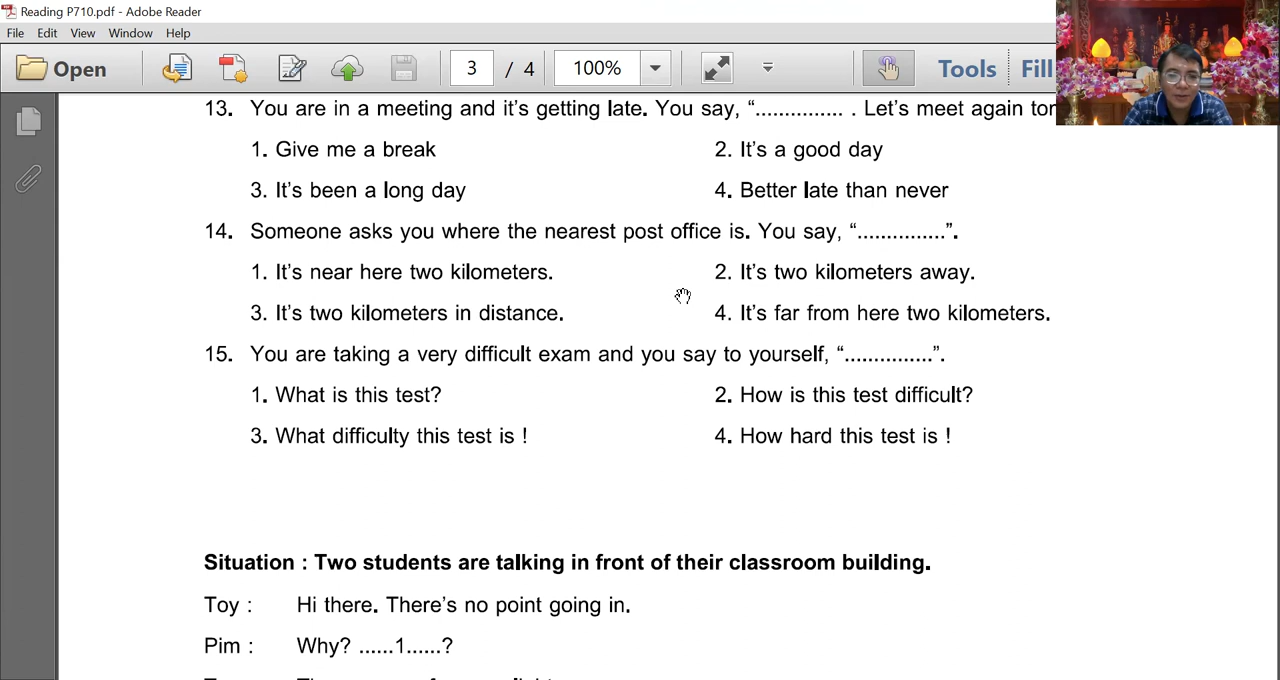 Reading P710.pdf - Adobe Reader
File Edit View Window Help
Open 3 / 4 100% Tools Fill
13. You are in a meeting and it's getting late. You say, “............... . Let's meet again
1. Give me a break 2. It's a good day
3. It's been a long day 4. Better late than never
14. Someone asks you where the nearest post office is. You say, “...............”.
1. It's near here two kilometers. 2. It's two kilometers away.
3. It's two kilometers in distance. 4. It's far from here two kilometers.
15. You are taking a very difficult exam and you say to yourself, “...............”.
1. What is this test? 2. How is this test difficult?
3. What difficulty this test is ! 4. How hard this test is !
Situation : Two students are talking in front of their classroom building.
Toy : Hi there. There's no point going in.
Pim : Why? ......1......?